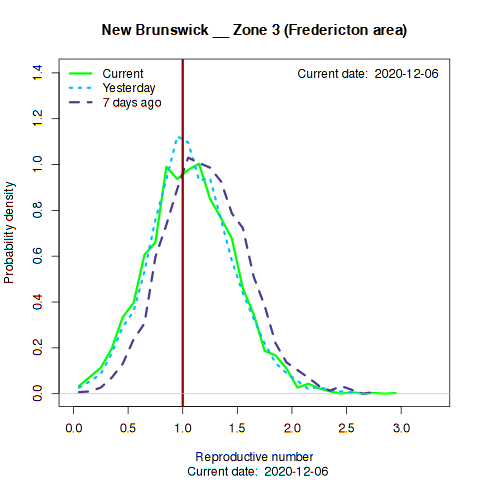 New Brunswick __ Zone 3 (Fredericton area)
Current
Yesterday
7 days ago
Current date:  2020-12-06
Probability density
1.4
1.2
1.0
0.8
0.6
0.4
0.2
0.0
0.0 0.5 1.0 1.5 2.0 2.5 3.0
Reproductive number
Current date:  2020-12-06